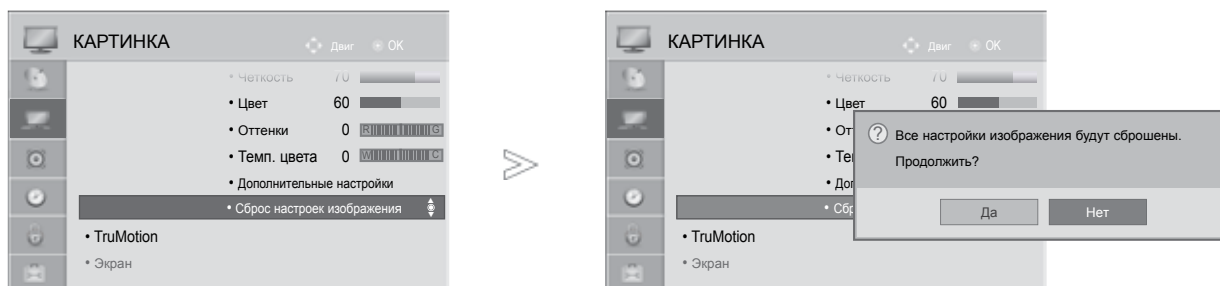 КАРТИНКА
Двиг OK
• Четкость 70
• Цвет 60
• Оттенки 0 R G
• Темп. цвета 0 W C
• Дополнительные настройки
• Сброс настроек изображения
• TruMotion
• Экран
КАРТИНКА
Двиг OK
• Четкость 70
• Цвет 60
• От
• Те
• Доп
• Сбр
• TruMotion
• Экран
? Все настройки изображения будут сброшены.
Продолжить?
Да Нет